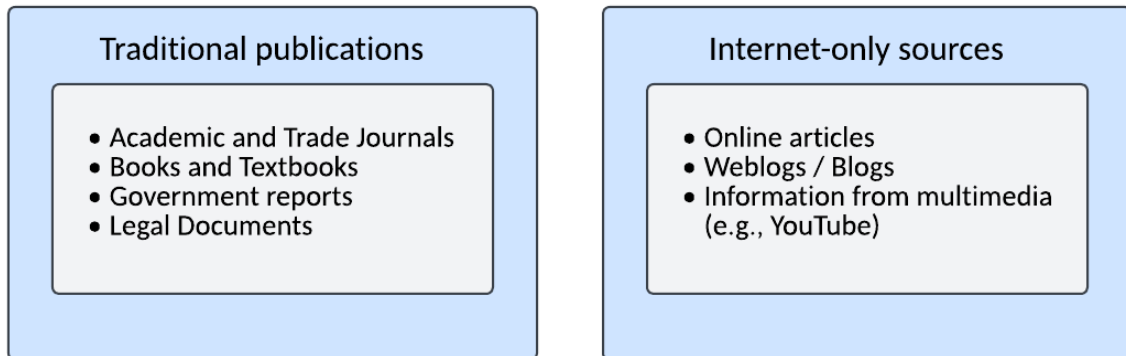 Traditional publications
• Academic and Trade Journals
• Books and Textbooks
• Government reports
• Legal Documents
Internet-only sources
• Online articles
• Weblogs / Blogs
• Information from multimedia
(e.g., YouTube)